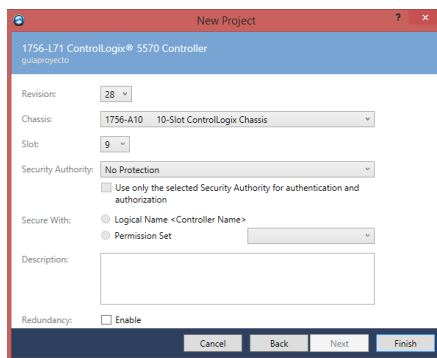 New Project
? ×
1756-L71 ControlLogix® 5570 Controller
guiaproyecto
Revision: 28
Chassis: 1756-A10 10-Slot ControlLogix Chassis
Slot: 9
Security Authority: No Protection
Use only the selected Security Authority for authentication and
authorization
Secure With: Logical Name <Controller Name>
Permission Set
Description:
Redundancy: Enable
Cancel Back Next Finish